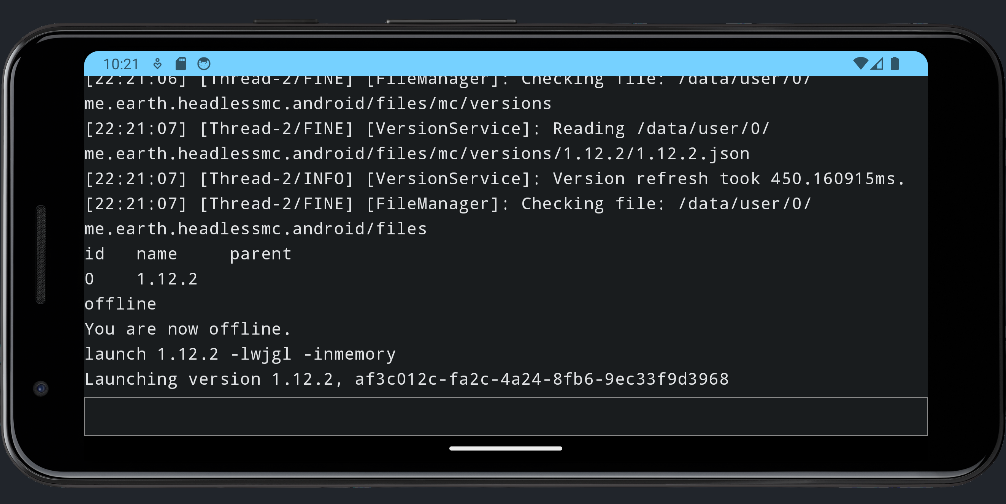 10:21
[22:21:06] [Thread-2/FINE] [FileManager]: Checking file: /data/user/0/
me.earth.headlessmc.android/files/mc/versions
[22:21:07] [Thread-2/FINE] [VersionService]: Reading /data/user/0/
me.earth.headlessmc.android/files/mc/versions/1.12.2/1.12.2.json
[22:21:07] [Thread-2/INFO] [VersionService]: Version refresh took 450.160915ms.
[22:21:07] [Thread-2/FINE] [FileManager]: Checking file: /data/user/0/
me.earth.headlessmc.android/files
id name parent
0 1.12.2
offline
You are now offline.
launch 1.12.2 -lwjgl -inmemory
Launching version 1.12.2, af3c012c-fa2c-4a24-8fb6-9ec33f9d3968